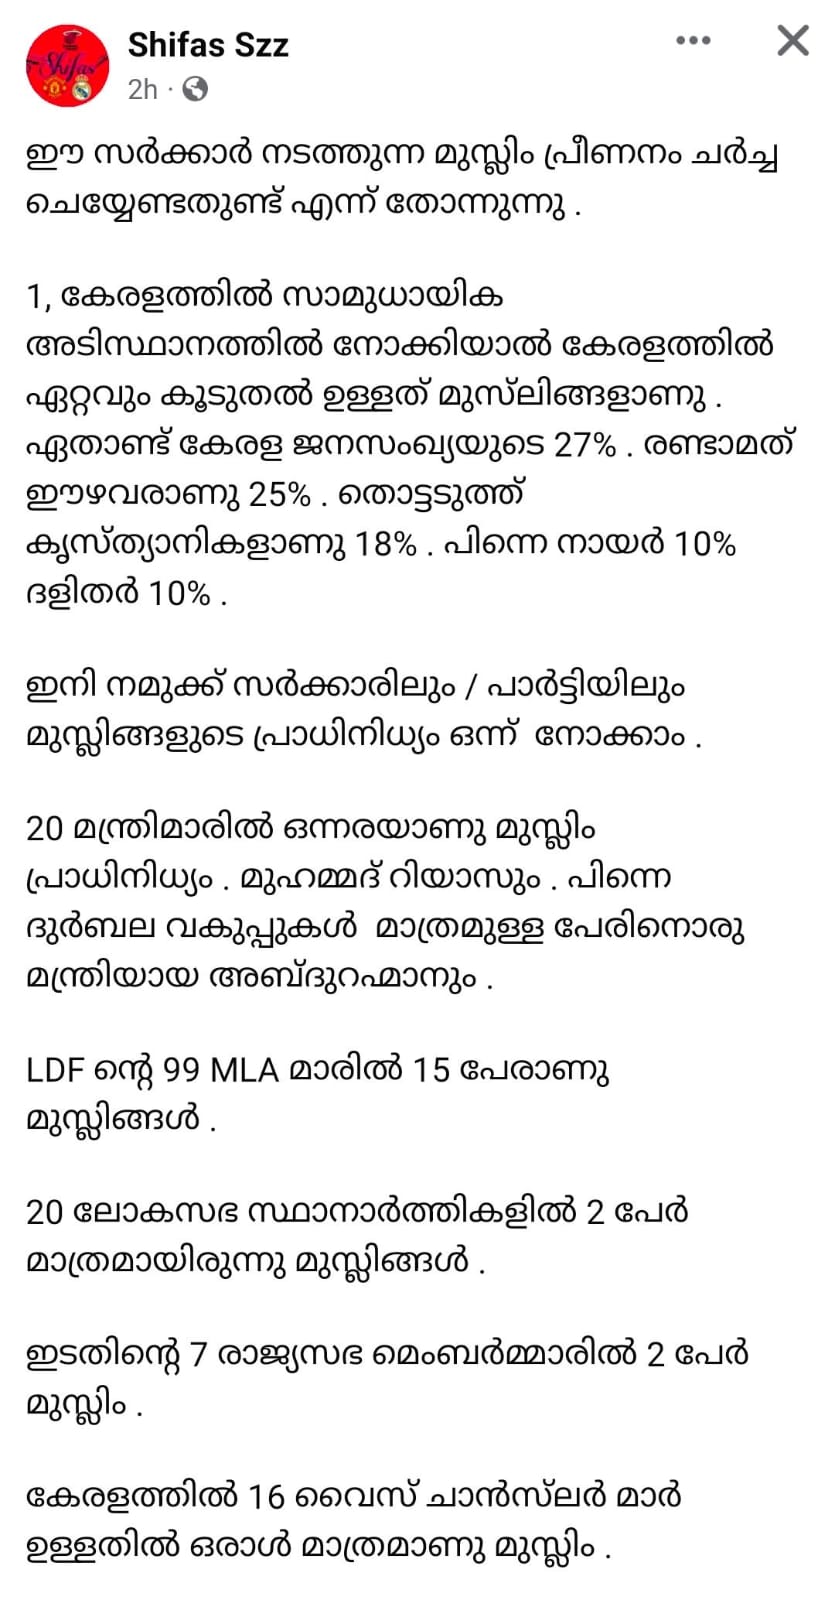 Shifas Szz
2h
ഈ സർക്കാർ നടത്തുന്ന മുസ്ലിം പ്രീണനം ചർച്ച
ചെയ്യേണ്ടതുണ്ട് എന്ന് തോന്നുന്നു .
1, കേരളത്തിൽ സാമുധായിക
അടിസ്ഥാനത്തിൽ നോക്കിയാൽ കേരളത്തിൽ
ഏറ്റവും കൂടുതൽ ഉള്ളത് മുസ്‌ലിങ്ങളാണു .
ഏതാണ്ട് കേരള ജനസംഖ്യയുടെ 27% . രണ്ടാമത്
ഈഴവരാണു 25% . തൊട്ടടുത്ത്
കൃസ്ത്യാനികളാണു 18% . പിന്നെ നായർ 10%
ദളിതർ 10% .
ഇനി നമുക്ക് സർക്കാരിലും / പാർട്ടിയിലും
മുസ്ലിങ്ങളുടെ പ്രാധിനിധ്യം ഒന്ന് നോക്കാം .
20 മന്ത്രിമാരിൽ ഒന്നരയാണു മുസ്ലിം
പ്രാധിനിധ്യം . മുഹമ്മദ് റിയാസും . പിന്നെ
ദുർബല വകുപ്പുകൾ മാത്രമുള്ള പേരിനൊരു
മന്ത്രിയായ അബ്ദുറഹ്മാനും .
LDF ന്റെ 99 MLA മാരിൽ 15 പേരാണു
മുസ്ലിങ്ങൾ .
20 ലോകസഭ സ്ഥാനാർത്തികളിൽ 2 പേർ
മാത്രമായിരുന്നു മുസ്ലിങ്ങൾ .
ഇടതിന്റെ 7 രാജ്യസഭ മെംബർമ്മാരിൽ 2 പേർ
മുസ്ലിം .
കേരളത്തിൽ 16 വൈസ് ചാൻസ്‌ലർ മാർ
ഉള്ളതിൽ ഒരാൾ മാത്രമാണു മുസ്ലിം .